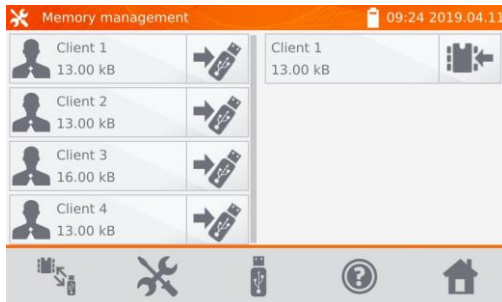 Memory management
09:24 2019.04.11
Client 1
13.00 kB
Client 2
13.00 kB
Client 3
16.00 kB
Client 4
13.00 kB
Client 1
13.00 kB